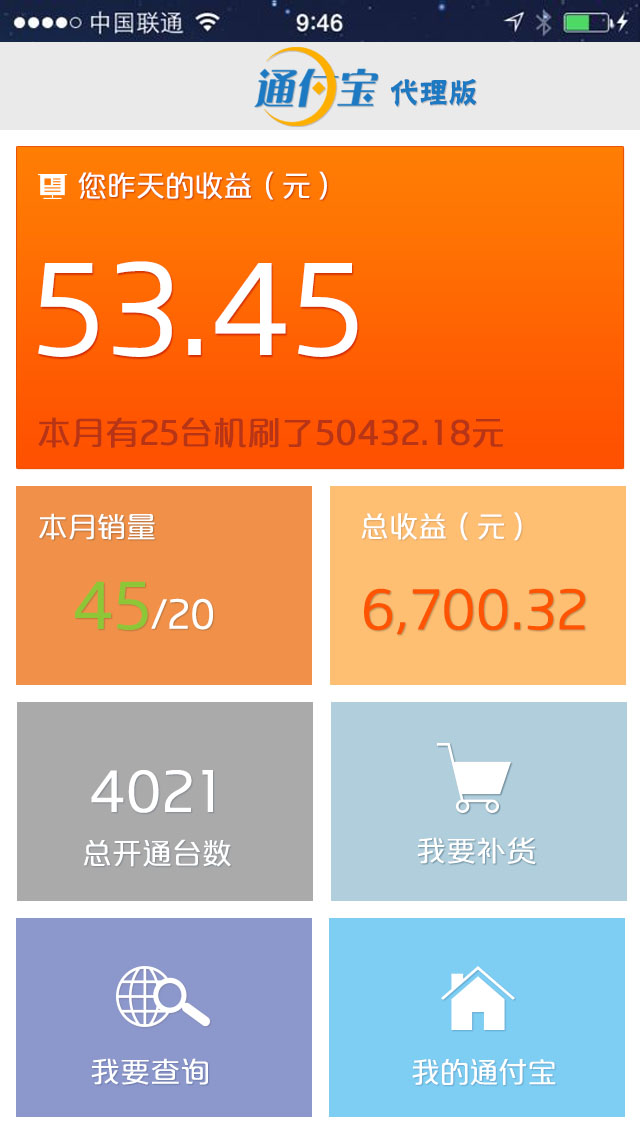 中国联通 9:46
通付宝 代理版
您昨天的收益（元）
53.45
本月有25台机刷了50432.18元
本月销量
45/20
总收益（元）
6,700.32
4021
总开通台数
我要补货
我要查询
我的通付宝